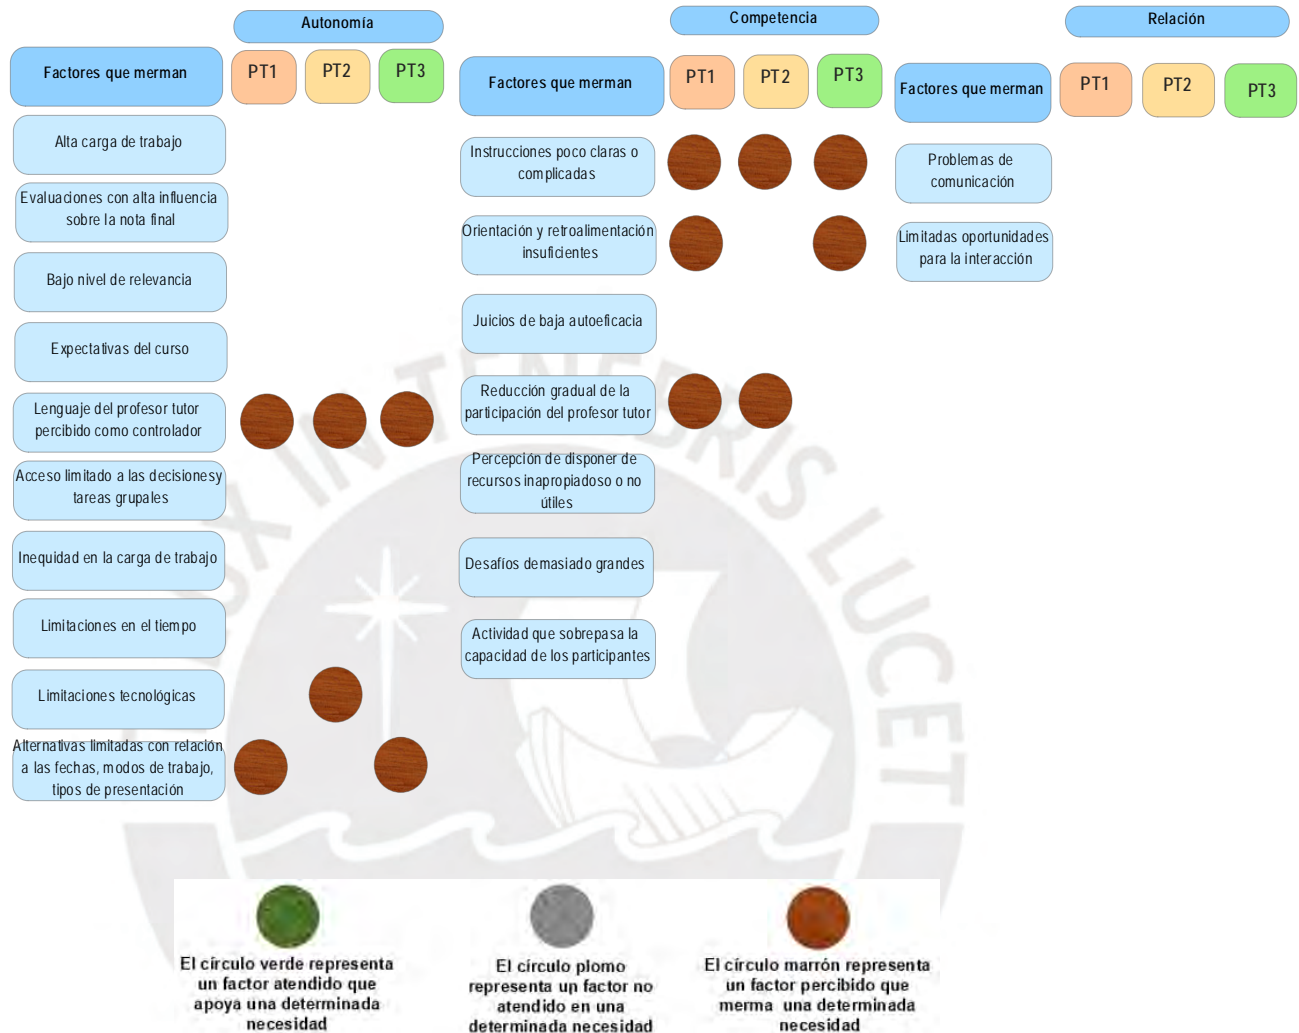 Autonomía
Factores que merman
PT1
PT2
PT3
Alta carga de trabajo
Evaluaciones con alta influencia
sobre la nota final
Bajo nivel de relevancia
Expectativas del curso
Lenguaje del profesor tutor
percibido como controlador
Acceso limitado a las decisionesy
tareas grupales
Inequidad en la carga de trabajo
Limitaciones en el tiempo
Limitaciones tecnológicas
Alternativas limitadas con relación
a las fechas, modos de trabajo,
tipos de presentación
Competencia
Factores que merman
PT1
PT2
PT3
Instrucciones poco claras o
complicadas
Orientación y retroalimentación
insuficientes
Juicios de baja autoeficacia
Reducción gradual de la
participación del profesor tutor
Percepción de disponer de
recursos inapropiadoso o no
útiles
Desafíos demasiado grandes
Actividad que sobrepasa la
capacidad de los participantes
Relación
Factores que merman
PT1
PT2
PT3
Problemas de
comunicación
Limitadas oportunidades
para la interacción
ET LUX IN TENEBRIS LUCET
El círculo verde representa
un factor atendido que
apoya una determinada
necesidad
El círculo plomo
representa un factor no
atendido en una
determinada necesidad
El círculo marrón representa
un factor percibido que
merma una determinada
necesidad